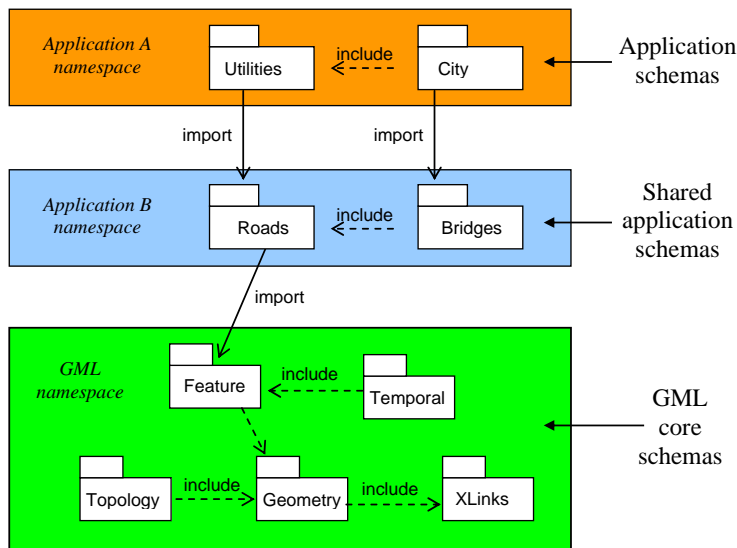 Application A
namespace
Utilities
include
City
Application
schemas
import
import
Application B
namespace
Roads
include
Bridges
Shared
application
schemas
import
GML
namespace
Feature
include
Temporal
GML
core
schemas
Topology
include
Geometry
include
XLinks